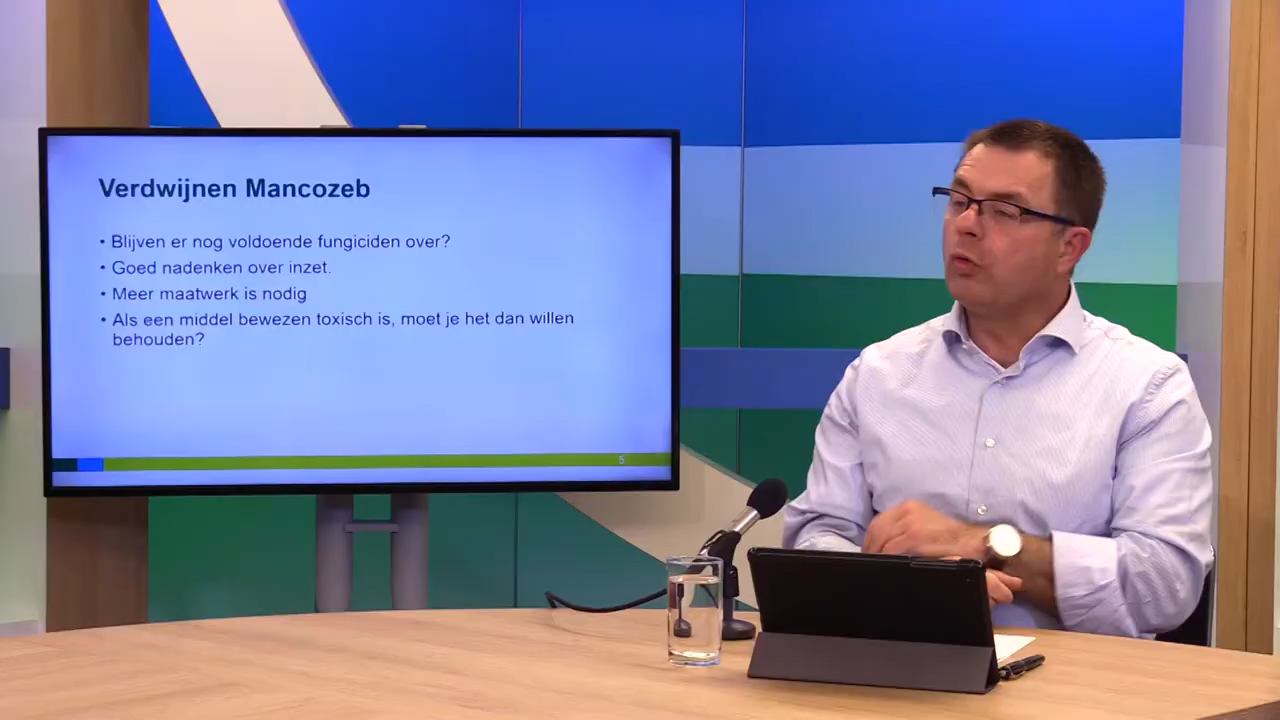 Verdwijnen Mancozeb
• Blijven er nog voldoende fungiciden over?
• Goed nadenken over inzet.
• Meer maatwerk is nodig
• Als een middel bewezen toxisch is, moet je het dan willen
behouden?
5